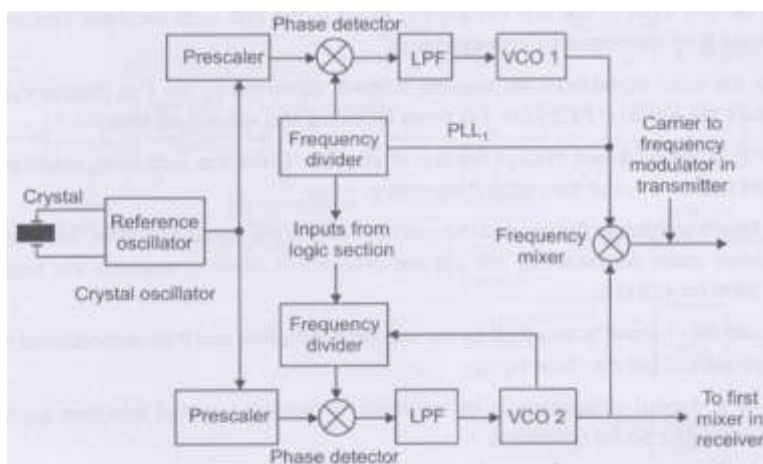 Phase detector
Prescaler
LPF
VCO 1
Frequency
divider
PLL1
Carrier to
frequency
modulator in
transmitter
Crystal
Reference
oscillator
Crystal oscillator
Inputs from
logic section
Frequency
mixer
Frequency
divider
Prescaler
LPF
VCO 2
Phase detector
To first
mixer in
receiver